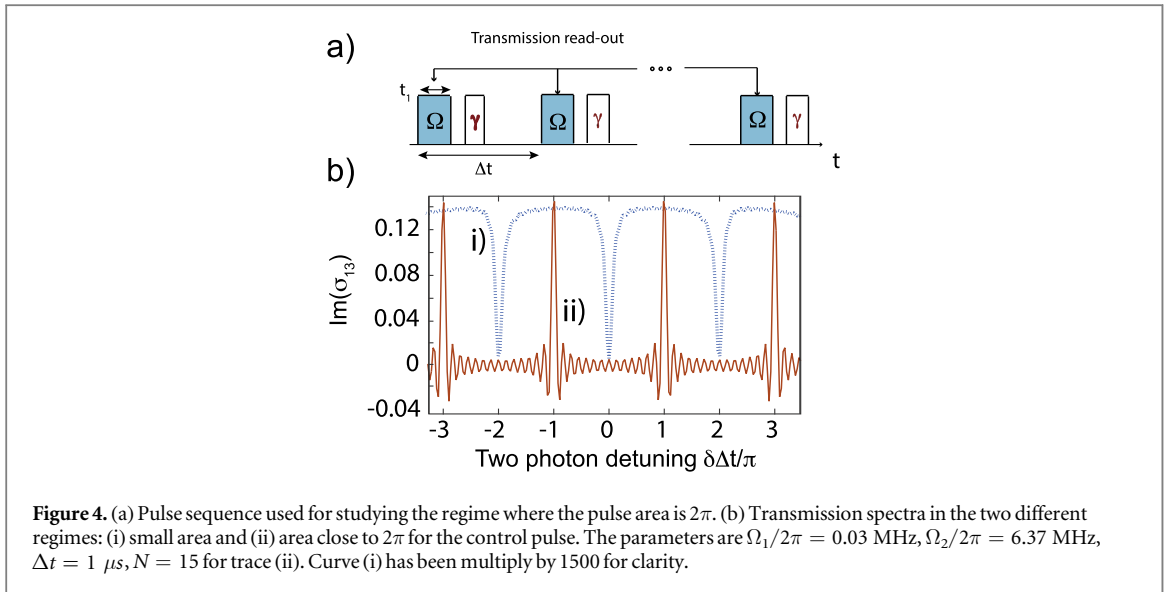 a)
Transmission read-out
t₁
Ω γ Ω γ Ω γ
Δt
t
b)
0.12
0.08
0.04
0
-0.04
Im(σ₁₃)
i)
ii)
-3 -2 -1 0 1 2 3
Two photon detuning δΔt/π
Figure 4. (a) Pulse sequence used for studying the regime where the pulse area is 2π. (b) Transmission spectra in the two different
regimes: (i) small area and (ii) area close to 2π for the control pulse. The parameters are Ω₁/2π = 0.03 MHz, Ω₂/2π = 6.37 MHz,
Δt = 1 μs, N = 15 for trace (ii). Curve (i) has been multiply by 1500 for clarity.